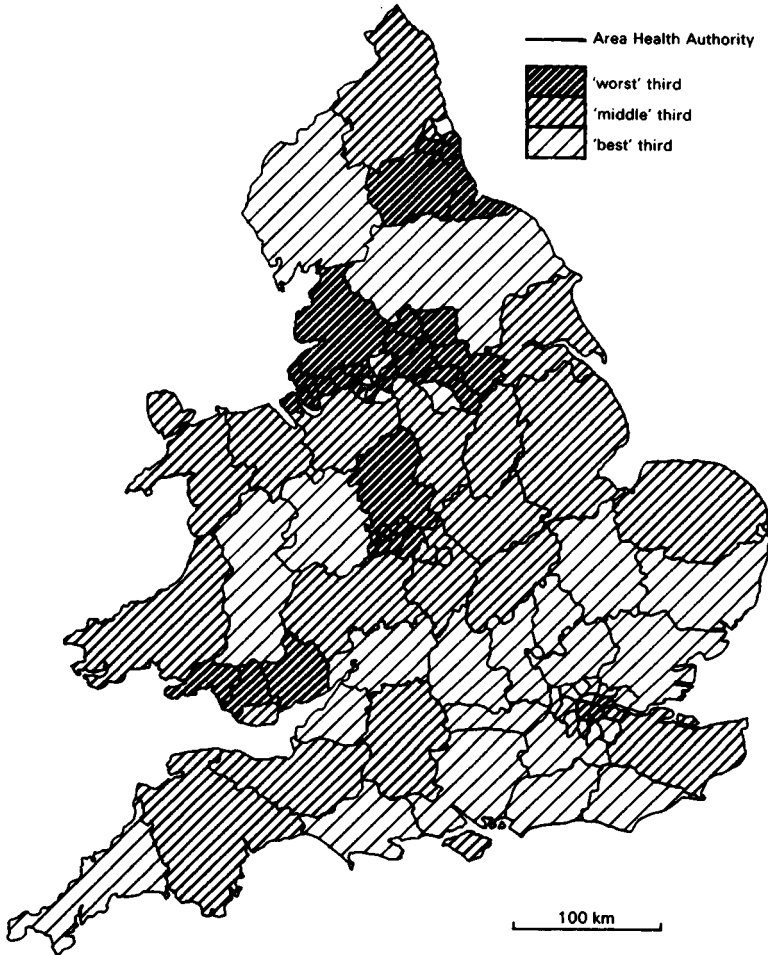 Area Health Authority
'worst' third
'middle' third
'best' third
100 km